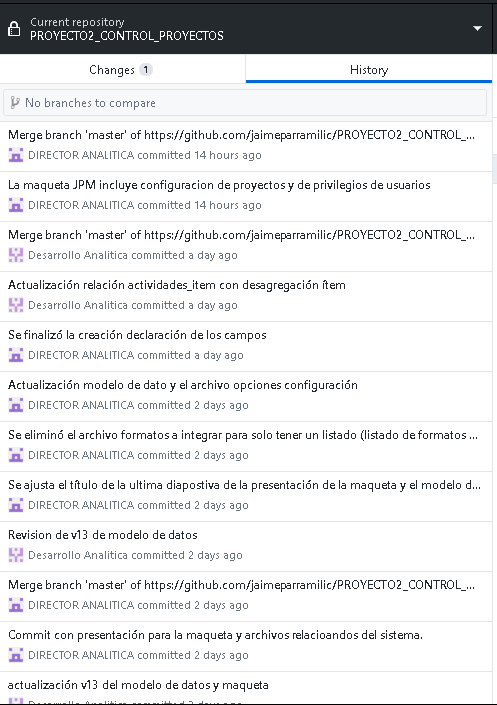 Current repository
PROYECTO2_CONTROL_PROYECTOS
Changes 1
History
No branches to compare
Merge branch 'master' of https://github.com/jaimeparramilic/PROYECTO2_CONTROL_...
DIRECTOR ANALITICA committed 14 hours ago
La maqueta JPM incluye configuracion de proyectos y de privilegios de usuarios
DIRECTOR ANALITICA committed 14 hours ago
Merge branch 'master' of https://github.com/jaimeparramilic/PROYECTO2_CONTROL_...
Desarrollo Analitica committed a day ago
Actualización relación actividades_item con desagregación ítem
Desarrollo Analitica committed a day ago
Se finalizó la creación declaración de los campos
DIRECTOR ANALITICA committed a day ago
Actualización modelo de dato y el archivo opciones configuración
DIRECTOR ANALITICA committed 2 days ago
Se eliminó el archivo formatos a integrar para solo tener un listado (listado de formatos ...
DIRECTOR ANALITICA committed 2 days ago
Se ajusta el título de la ultima diapostiva de la presentación de la maqueta y el modelo d...
DIRECTOR ANALITICA committed 2 days ago
Revision de v13 de modelo de datos
Desarrollo Analitica committed 2 days ago
Merge branch 'master' of https://github.com/jaimeparramilic/PROYECTO2_CONTROL_...
DIRECTOR ANALITICA committed 2 days ago
Commit con presentación para la maqueta y archivos relacioandos del sistema.
DIRECTOR ANALITICA committed 2 days ago
actualización v13 del modelo de datos y maqueta
Desarrollo Analitica committed 2 days ago